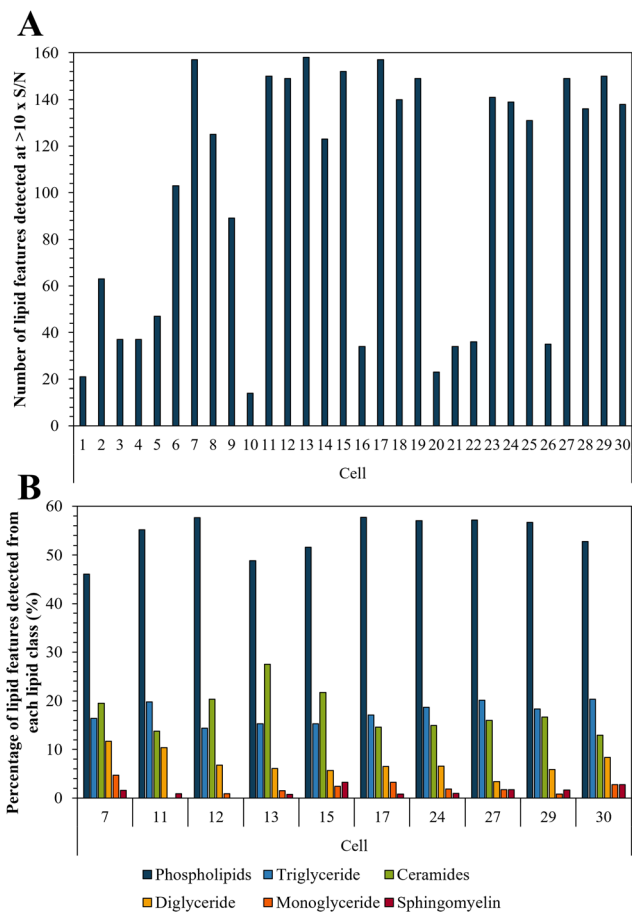 A
Number of lipid features detected at >10 x S/N
160
140
120
100
80
60
40
20
0
1 2 3 4 5 6 7 8 9 10 11 12 13 14 15 16 17 18 19 20 21 22 23 24 25 26 27 28 29 30
Cell
B
Percentage of lipid features detected from
each lipid class (%)
60
50
40
30
20
10
0
7 11 12 13 15 17 24 27 29 30
Cell
Phospholipids Triglyceride Ceramides
Diglyceride Monoglyceride Sphingomyelin